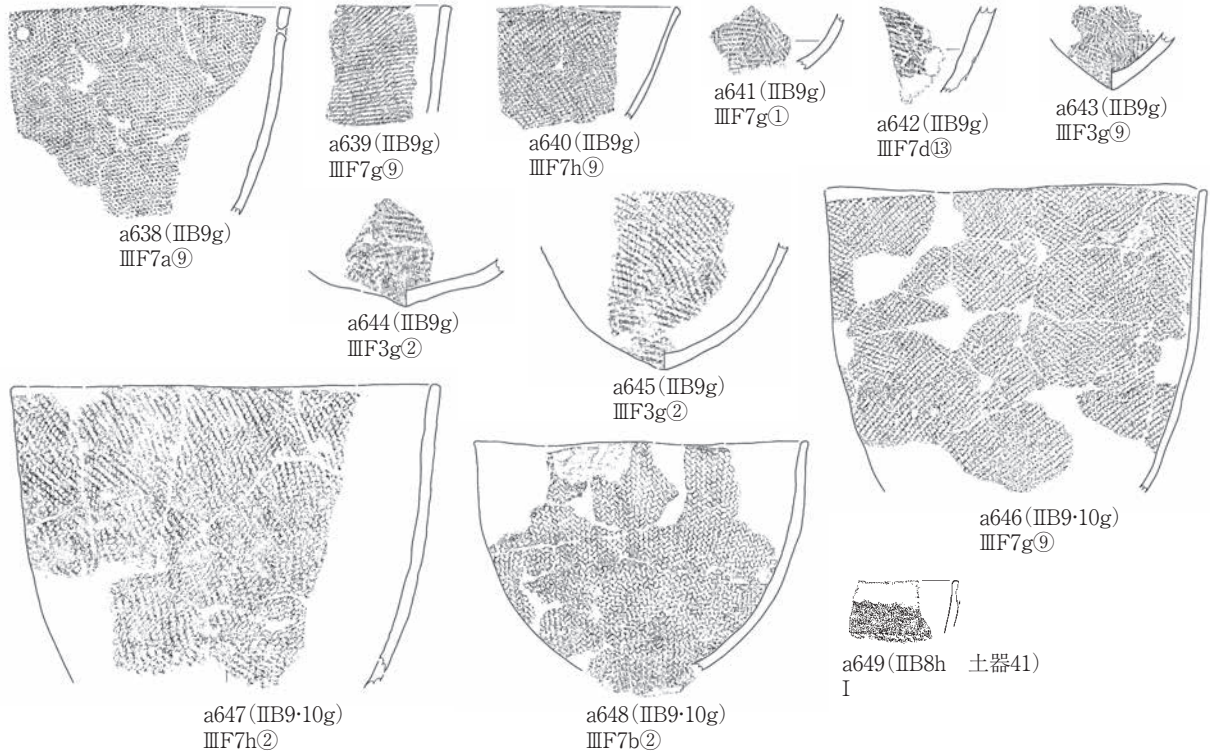 a638(ⅡB9g)
ⅢF7a⑨
a639(ⅡB9g)
ⅢF7g⑨
a640(ⅡB9g)
ⅢF7h⑨
a641(ⅡB9g)
ⅢF7g①
a642(ⅡB9g)
ⅢF7d⑬
a643(ⅡB9g)
ⅢF3g⑨
a644(ⅡB9g)
ⅢF3g②
a645(ⅡB9g)
ⅢF3g②
a646(ⅡB9・10g)
ⅢF7g⑨
a647(ⅡB9・10g)
ⅢF7h②
a648(ⅡB9・10g)
ⅢF7b②
a649(ⅡB8h 土器41)
Ⅰ